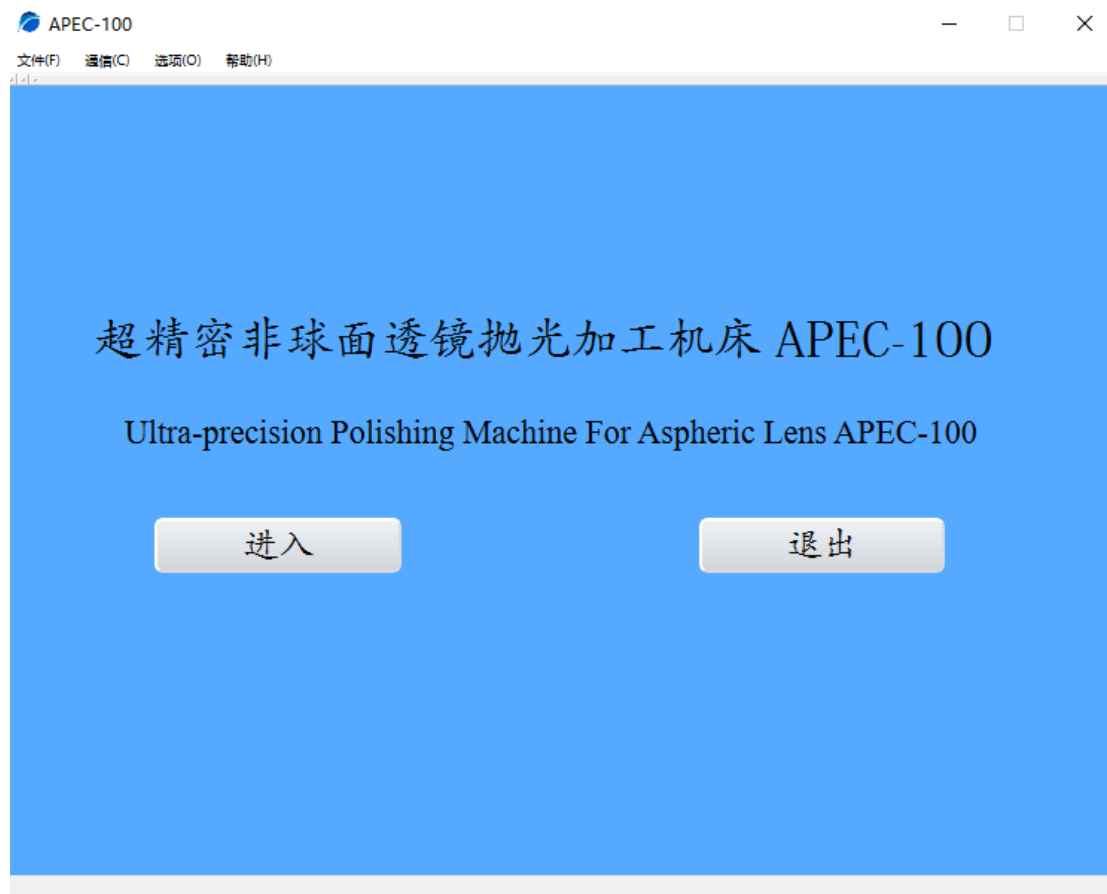 APEC-100
文件(F) 通信(C) 选项(O) 帮助(H)
超精密非球面透镜抛光加工机床 APEC-100
Ultra-precision Polishing Machine For Aspheric Lens APEC-100
进入 退出